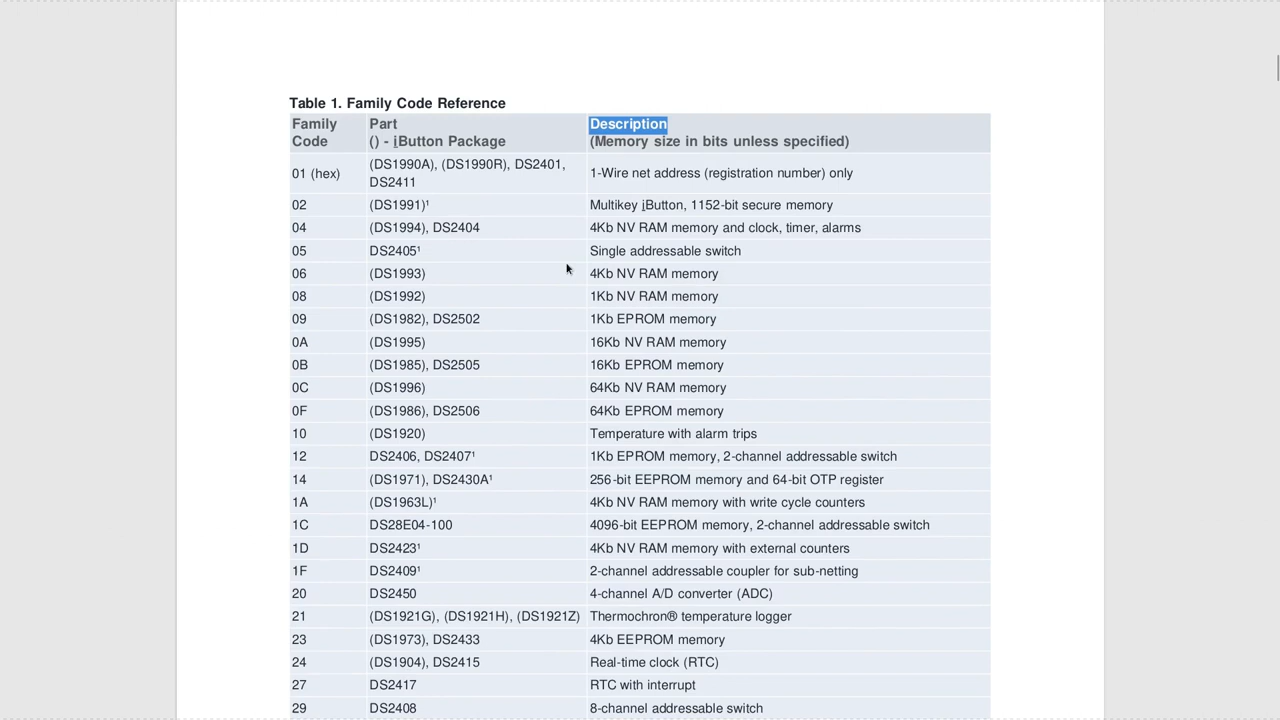 Table 1. Family Code Reference
Family Code	Part () - iButton Package	Description (Memory size in bits unless specified)
01 (hex)	(DS1990A), (DS1990R), DS2401, DS2411	1-Wire net address (registration number) only
02	(DS1991)¹	Multikey iButton, 1152-bit secure memory
04	(DS1994), DS2404	4Kb NV RAM memory and clock, timer, alarms
05	DS2405¹	Single addressable switch
06	(DS1993)	4Kb NV RAM memory
08	(DS1992)	1Kb NV RAM memory
09	(DS1982), DS2502	1Kb EPROM memory
0A	(DS1995)	16Kb NV RAM memory
0B	(DS1985), DS2505	16Kb EPROM memory
0C	(DS1996)	64Kb NV RAM memory
0F	(DS1986), DS2506	64Kb EPROM memory
10	(DS1920)	Temperature with alarm trips
12	DS2406, DS2407¹	1Kb EPROM memory, 2-channel addressable switch
14	(DS1971), DS2430A¹	256-bit EEPROM memory and 64-bit OTP register
1A	(DS1963L)¹	4Kb NV RAM memory with write cycle counters
1C	DS28E04-100	4096-bit EEPROM memory, 2-channel addressable switch
1D	DS2423¹	4Kb NV RAM memory with external counters
1F	DS2409¹	2-channel addressable coupler for sub-netting
20	DS2450	4-channel A/D converter (ADC)
21	(DS1921G), (DS1921H), (DS1921Z)	Thermochron® temperature logger
23	(DS1973), DS2433	4Kb EEPROM memory
24	(DS1904), DS2415	Real-time clock (RTC)
27	DS2417	RTC with interrupt
29	DS2408	8-channel addressable switch